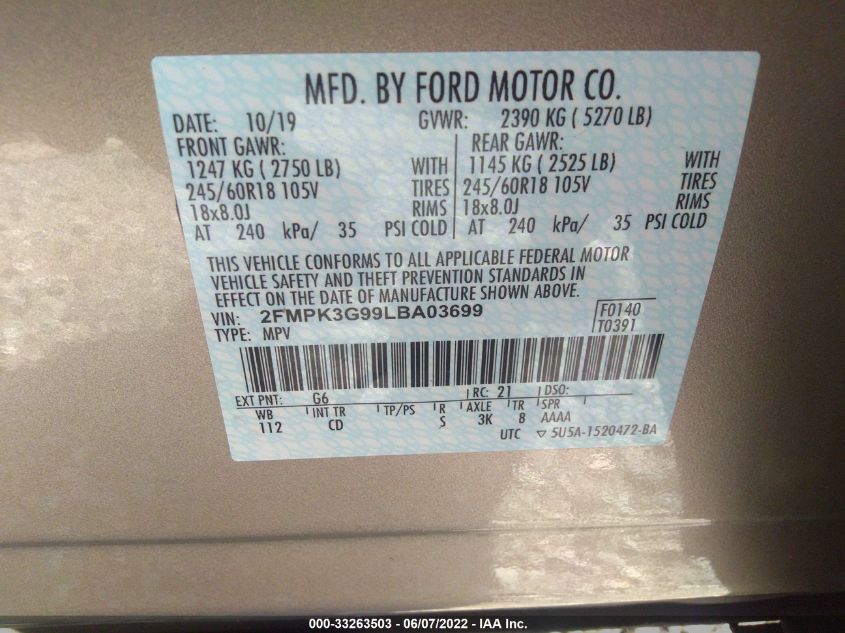 MFD. BY FORD MOTOR CO.
DATE: 10/19 GVWR: 2390 KG ( 5270 LB)
FRONT GAWR: REAR GAWR:
1247 KG ( 2750 LB) WITH 1145 KG ( 2525 LB) WITH
245/60R18 105V TIRES 245/60R18 105V TIRES
18x8.0J RIMS 18x8.0J RIMS
AT 240 kPa/ 35 PSI COLD AT 240 kPa/ 35 PSI COLD
THIS VEHICLE CONFORMS TO ALL APPLICABLE FEDERAL MOTOR
VEHICLE SAFETY AND THEFT PREVENTION STANDARDS IN
EFFECT ON THE DATE OF MANUFACTURE SHOWN ABOVE.
VIN: 2FMPK3G99LBA03699 F0140
TYPE: MPV T0391
EXT PNT: G6 RC: 21 DSO:
WB INT TR TP/PS R AXLE TR SPR
112 CD S 3K 8 AAAA
UTC ▽ 5U5A-1520472-BA
000-33263503 - 06/07/2022 - IAA Inc.